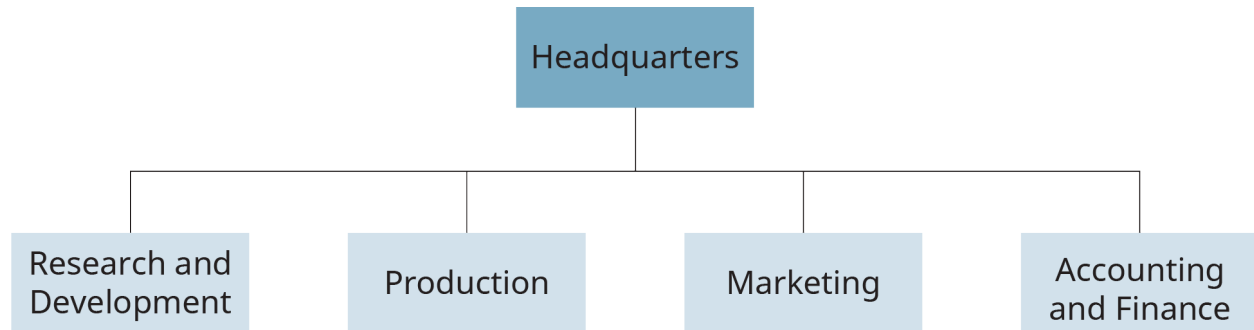 Headquarters
Research and
Development
Production
Marketing
Accounting
and Finance